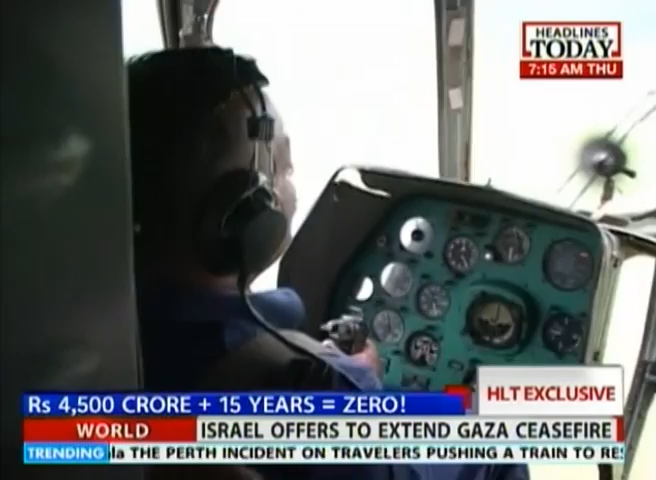 HEADLINES
TODAY
7:15 AM THU
HLT EXCLUSIVE
Rs 4,500 CRORE + 15 YEARS = ZERO!
WORLD ISRAEL OFFERS TO EXTEND GAZA CEASEFIRE
TRENDING la THE PERTH INCIDENT ON TRAVELERS PUSHING A TRAIN TO